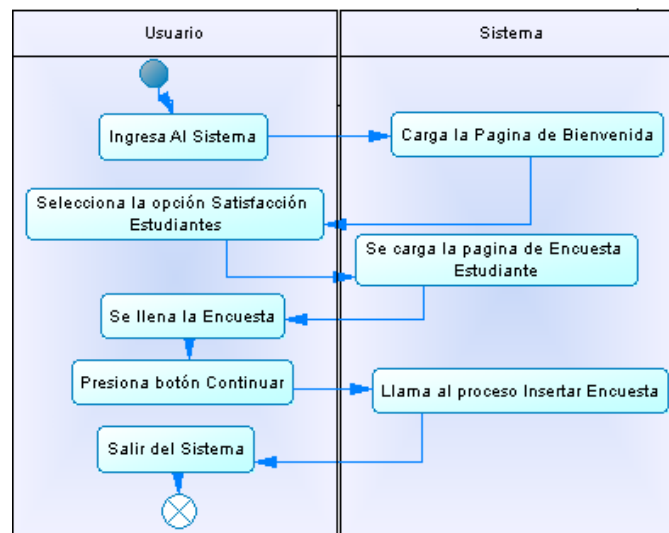 Usuario
Sistema
Ingresa Al Sistema
Carga la Pagina de Bienvenida
Selecciona la opción Satisfacción
Estudiantes
Se carga la pagina de Encuesta
Estudiante
Se llena la Encuesta
Presiona botón Continuar
Llama al proceso Insertar Encuesta
Salir del Sistema